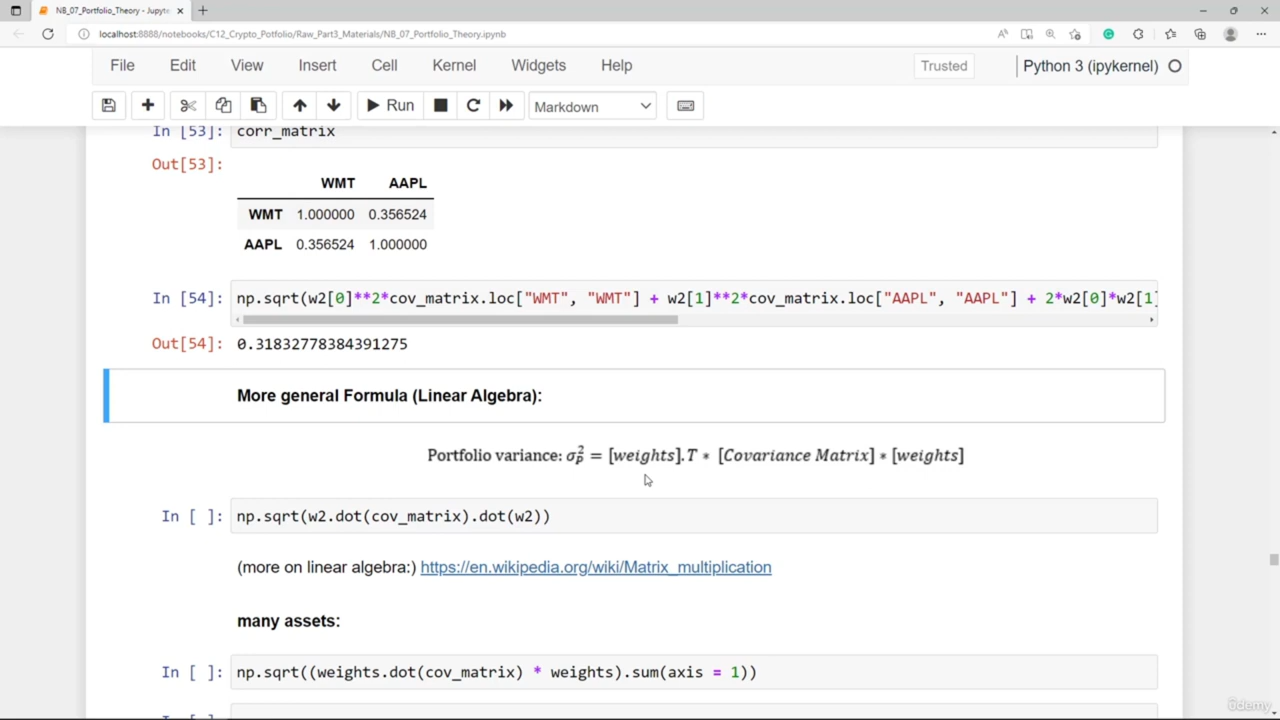 NB_07_Portfolio_Theory - Jupyte
localhost:8888/notebooks/C12_Crypto_Potfolio/Raw_Part3_Materials/NB_07_Portfolio_Theory.ipynb
File Edit View Insert Cell Kernel Widgets Help Trusted Python 3 (ipykernel)
Run Markdown
In [53]: corr_matrix
Out[53]:
WMT AAPL
WMT 1.000000 0.356524
AAPL 0.356524 1.000000
In [54]: np.sqrt(w2[0]**2*cov_matrix.loc["WMT", "WMT"] + w2[1]**2*cov_matrix.loc["AAPL", "AAPL"] + 2*w2[0]*w2[1]
Out[54]: 0.31832778384391275
More general Formula (Linear Algebra):
Portfolio variance: σ²ₚ = [weights].T * [Covariance Matrix] * [weights]
In [ ]: np.sqrt(w2.dot(cov_matrix).dot(w2))
(more on linear algebra:) https://en.wikipedia.org/wiki/Matrix_multiplication
many assets:
In [ ]: np.sqrt((weights.dot(cov_matrix) * weights).sum(axis = 1))
In [ ]:
ûdemy